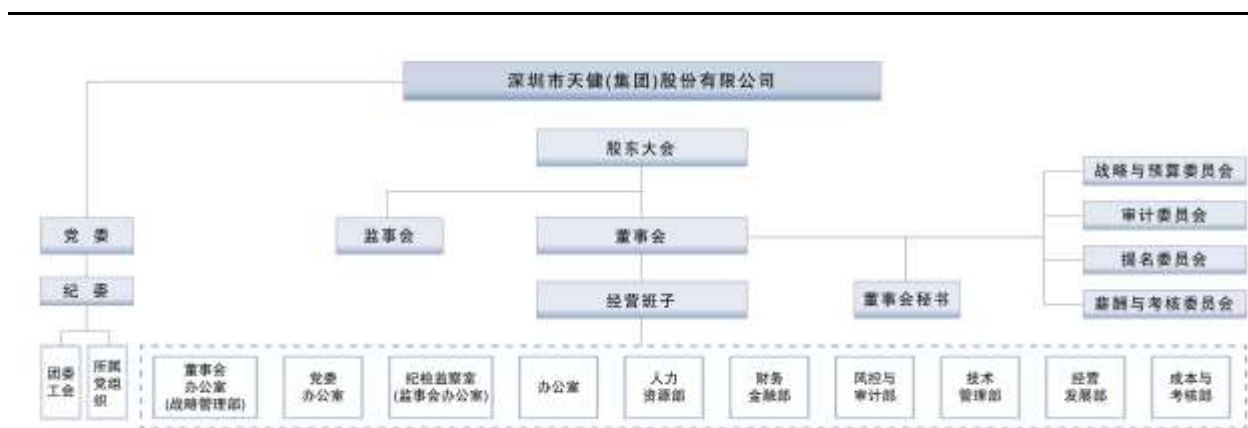 深圳市天健(集团)股份有限公司
股东大会
战略与预算委员会
审计委员会
党 委
监事会
董事会
提名委员会
纪 委
经营班子
董事会秘书
薪酬与考核委员会
团委
工会
所属
党组
织
董事会
办公室
(战略管理部)
党委
办公室
纪检监察室
(监事会办公室)
办公室
人力
资源部
财务
金融部
风控与
审计部
技术
管理部
经营
发展部
成本与
考核部